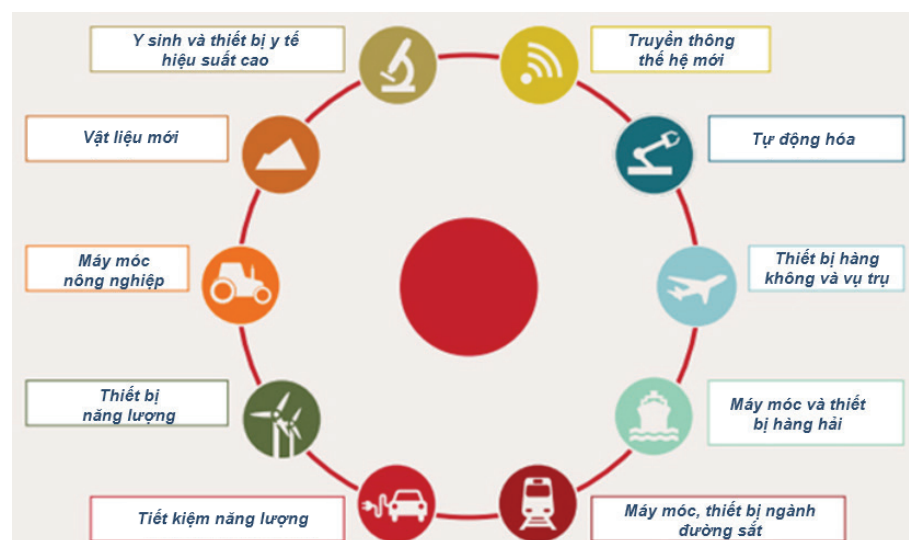 Y sinh và thiết bị y tế
hiệu suất cao
Truyền thông
thế hệ mới
Vật liệu mới
Tự động hóa
Máy móc
nông nghiệp
Thiết bị hàng
không và vụ trụ
Thiết bị
năng lượng
Máy móc và thiết
bị hàng hải
Tiết kiệm năng lượng
Máy móc, thiết bị ngành
đường sắt